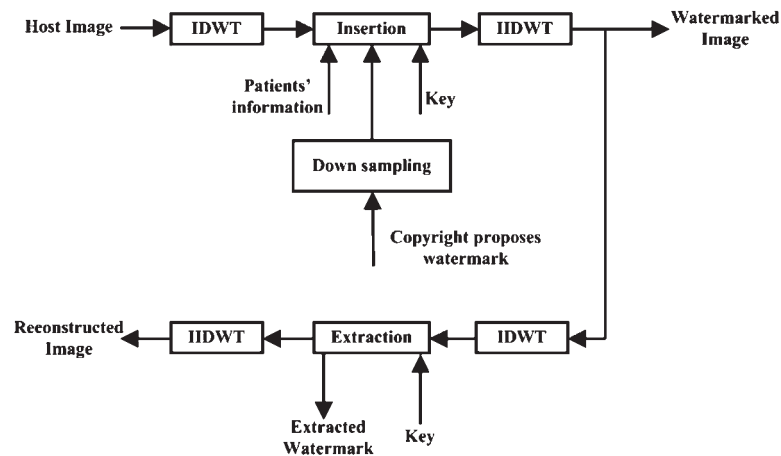 Host Image
IDWT
Insertion
IIDWT
Watermarked
Image
Patients'
information
Key
Down sampling
Copyright proposes
watermark
Reconstructed
Image
IIDWT
Extraction
IDWT
Extracted
Watermark
Key